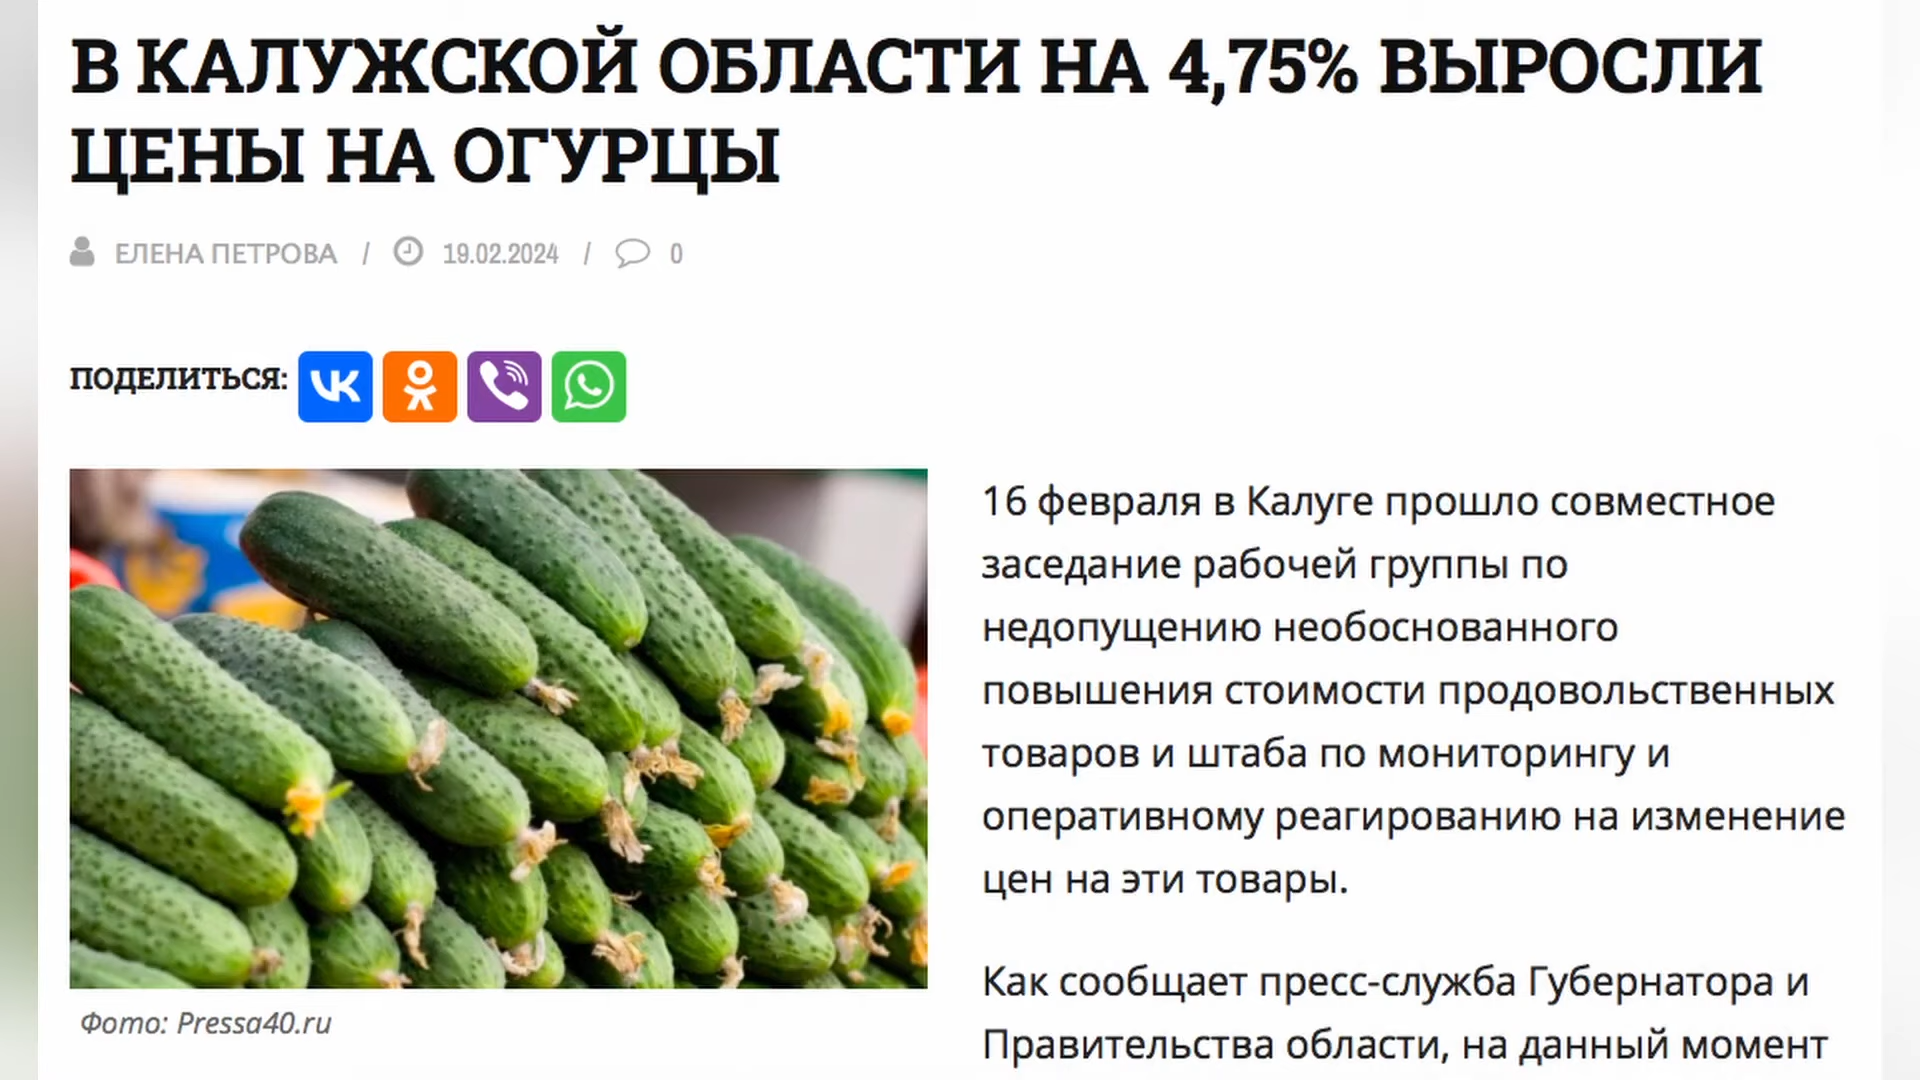 В КАЛУЖСКОЙ ОБЛАСТИ НА 4,75% ВЫРОСЛИ
ЦЕНЫ НА ОГУРЦЫ
ЕЛЕНА ПЕТРОВА / 19.02.2024 / 0
ПОДЕЛИТЬСЯ:
16 февраля в Калуге прошло совместное
заседание рабочей группы по
недопущению необоснованного
повышения стоимости продовольственных
товаров и штаба по мониторингу и
оперативному реагированию на изменение
цен на эти товары.
Как сообщает пресс-служба Губернатора и
Правительства области, на данный момент
Фото: Pressa40.ru